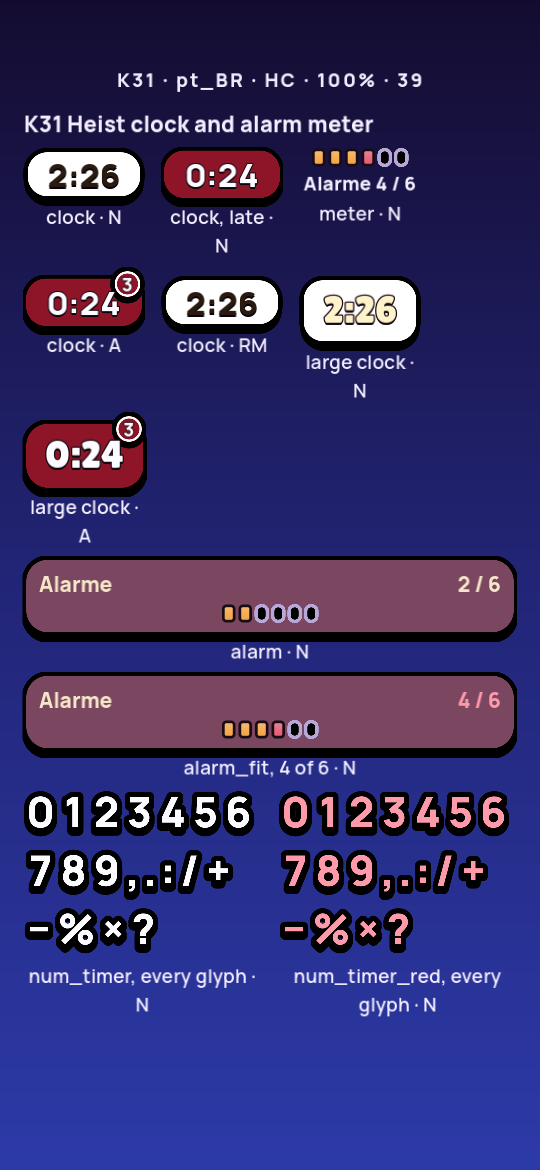 K31 · pt_BR · HC · 100% · 39
K31 Heist clock and alarm meter
2:26
clock · N
0:24
clock, late ·
N
Alarme 4 / 6
meter · N
0:24
3
clock · A
2:26
clock · RM
2:26
large clock ·
N
0:24
3
large clock ·
A
Alarme 2 / 6
alarm · N
Alarme 4 / 6
alarm_fit, 4 of 6 · N
0123456
789,.:/+
−%×?
num_timer, every glyph ·
N
0123456
789,.:/+
−%×?
num_timer_red, every
glyph · N